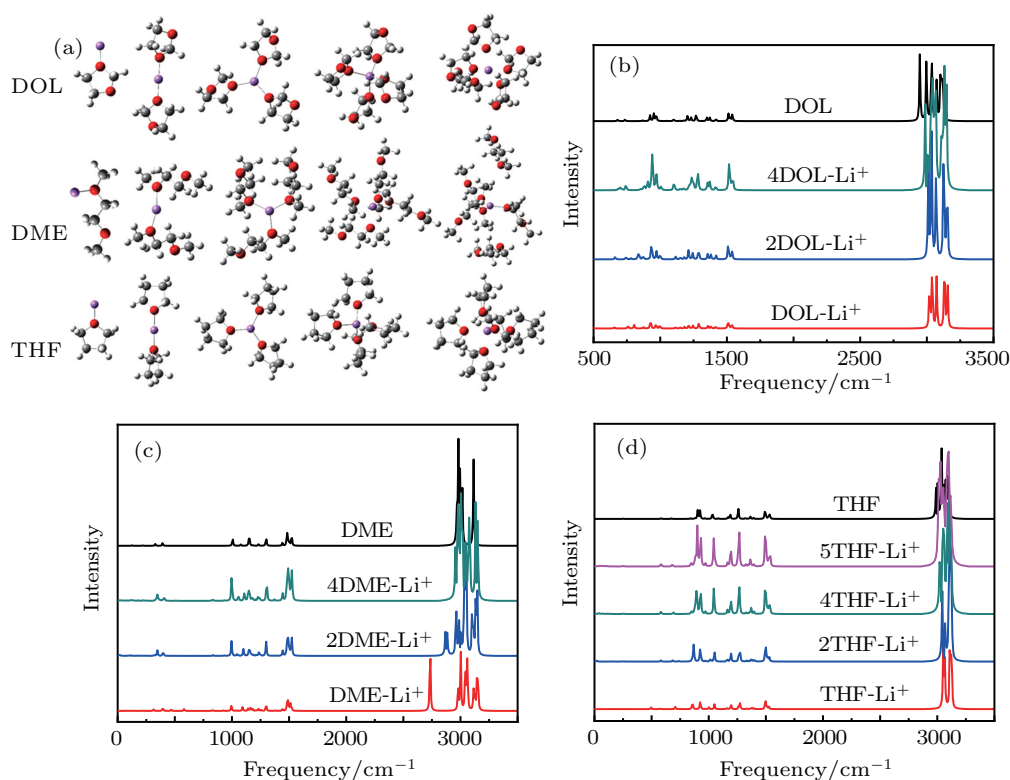 (a)
DOL
DME
THF
(b)
DOL
4DOL-Li⁺
2DOL-Li⁺
DOL-Li⁺
Intensity
500 1500 2500 3500
Frequency/cm⁻¹
(c)
DME
4DME-Li⁺
2DME-Li⁺
DME-Li⁺
Intensity
0 1000 2000 3000
Frequency/cm⁻¹
(d)
THF
5THF-Li⁺
4THF-Li⁺
2THF-Li⁺
THF-Li⁺
Intensity
0 1000 2000 3000
Frequency/cm⁻¹